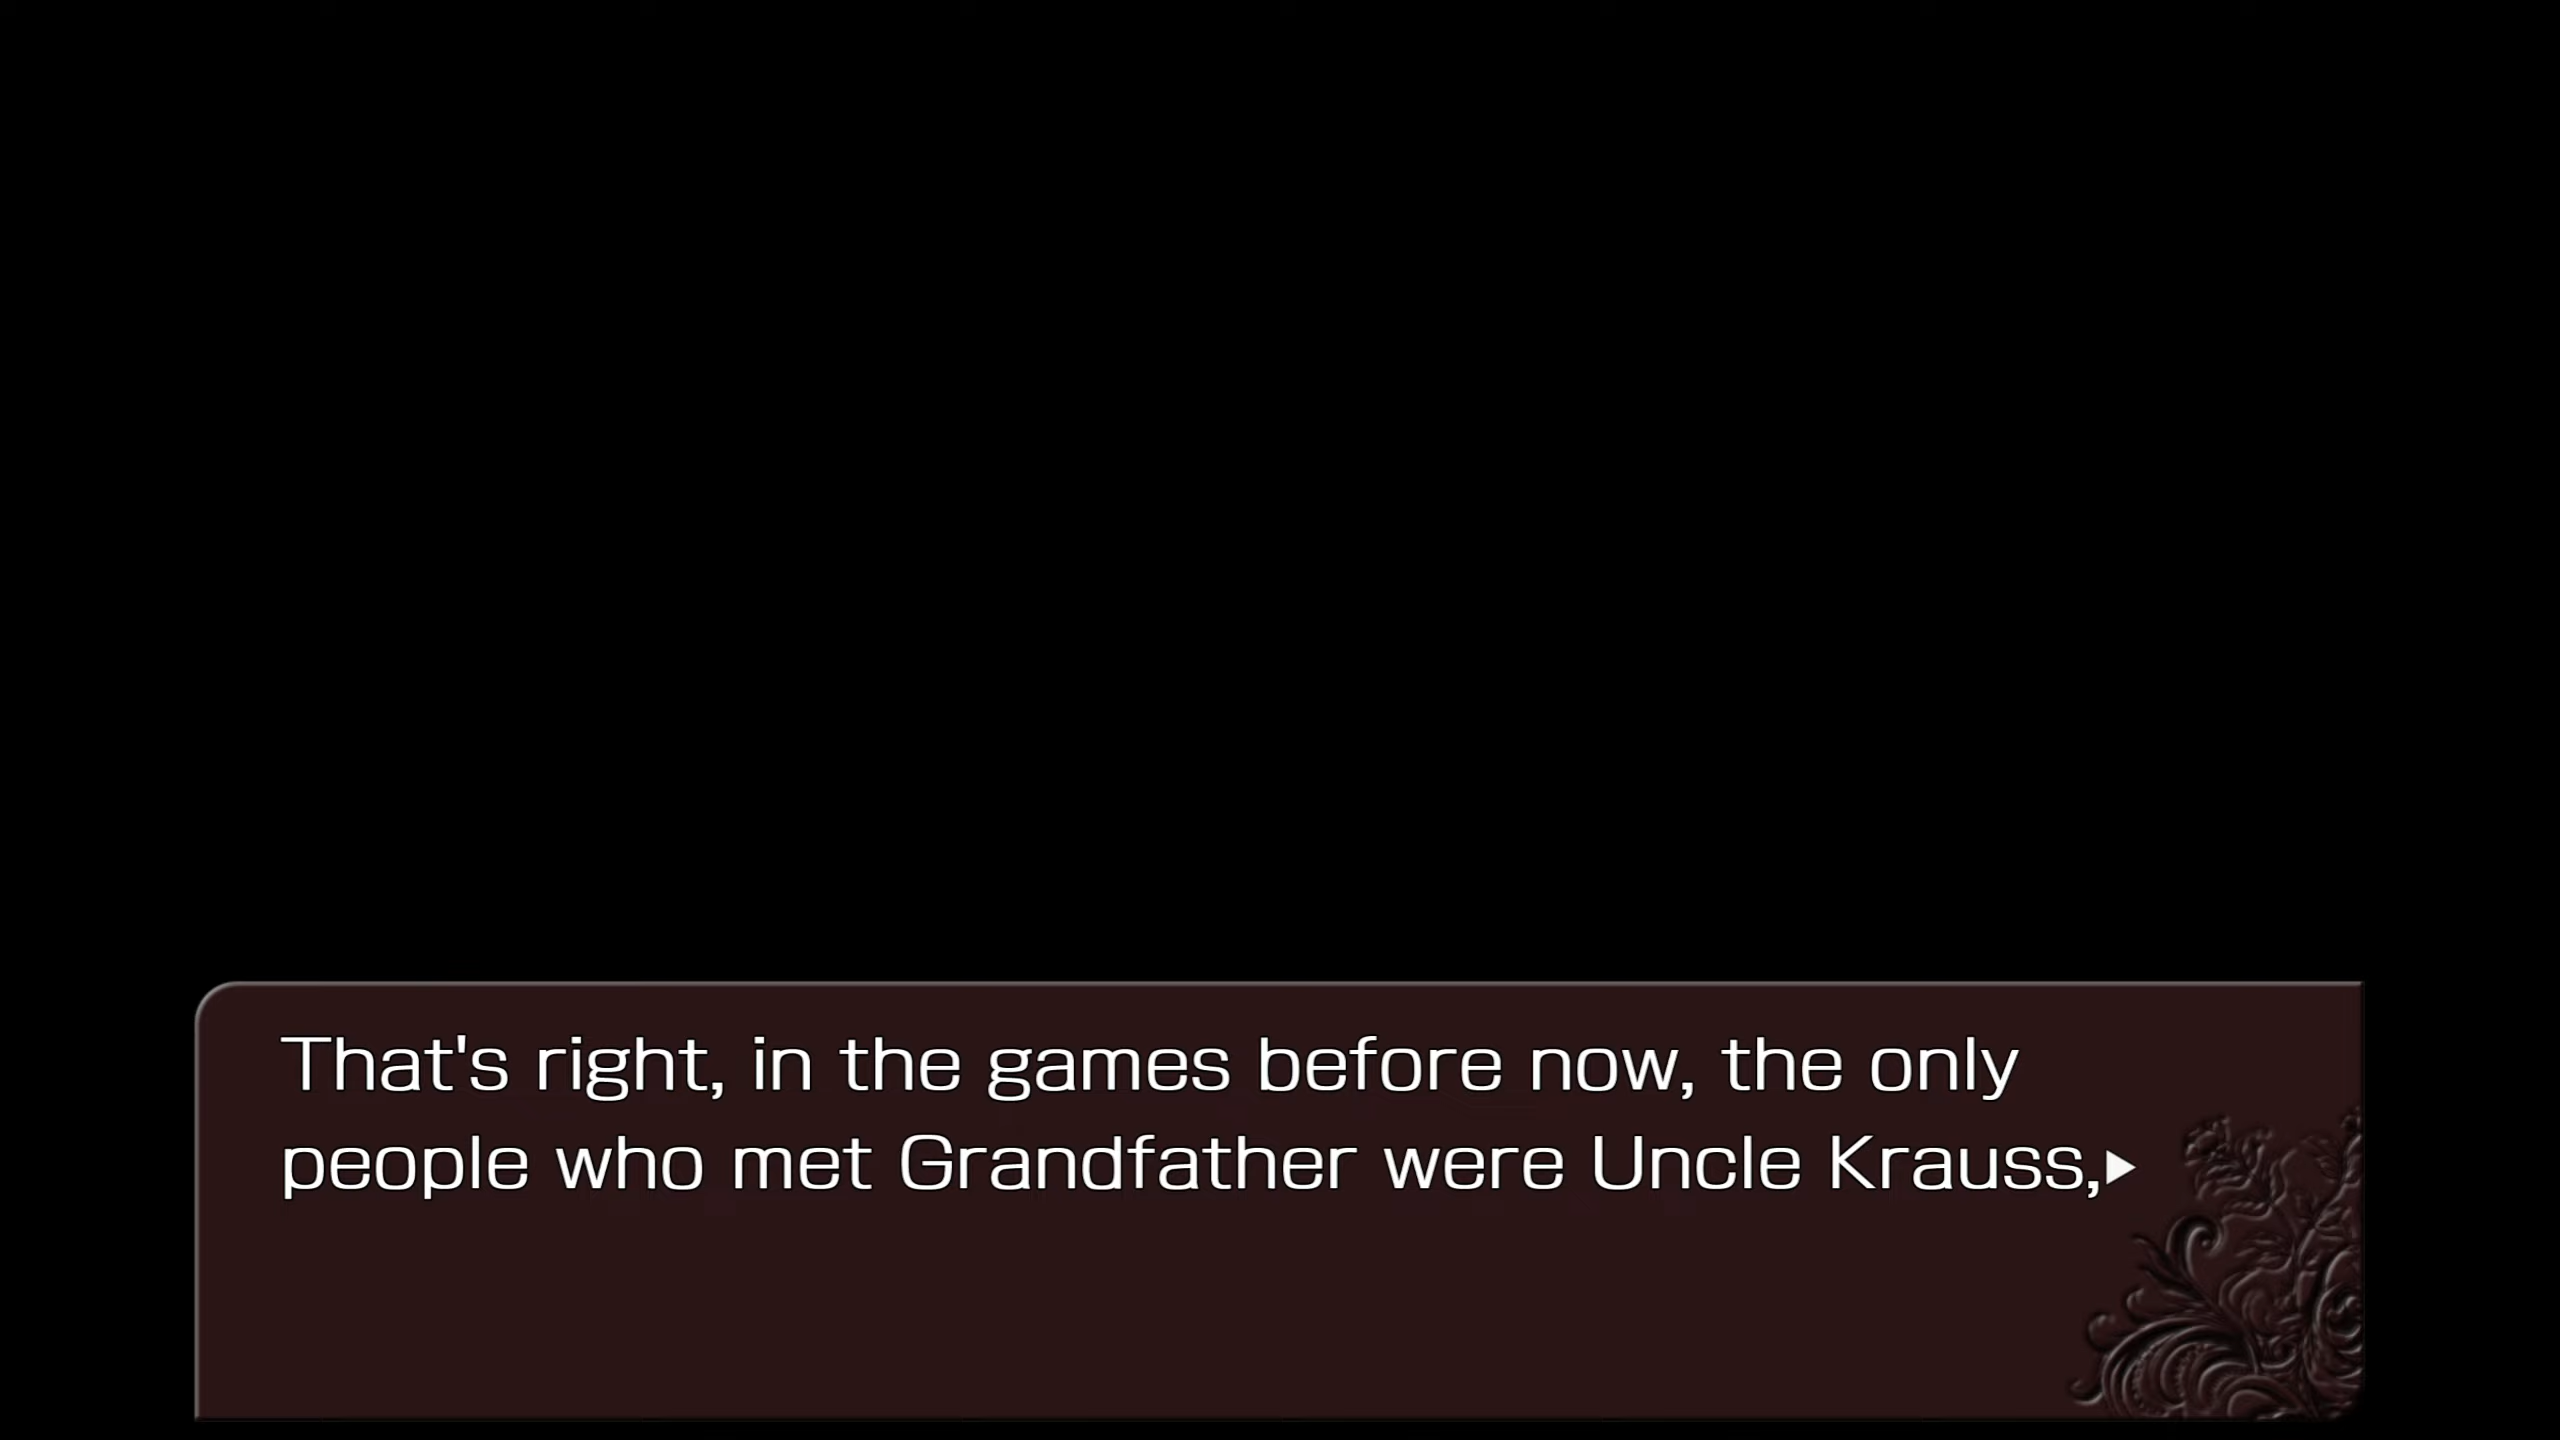 That's right, in the games before now, the only
people who met Grandfather were Uncle Krauss,